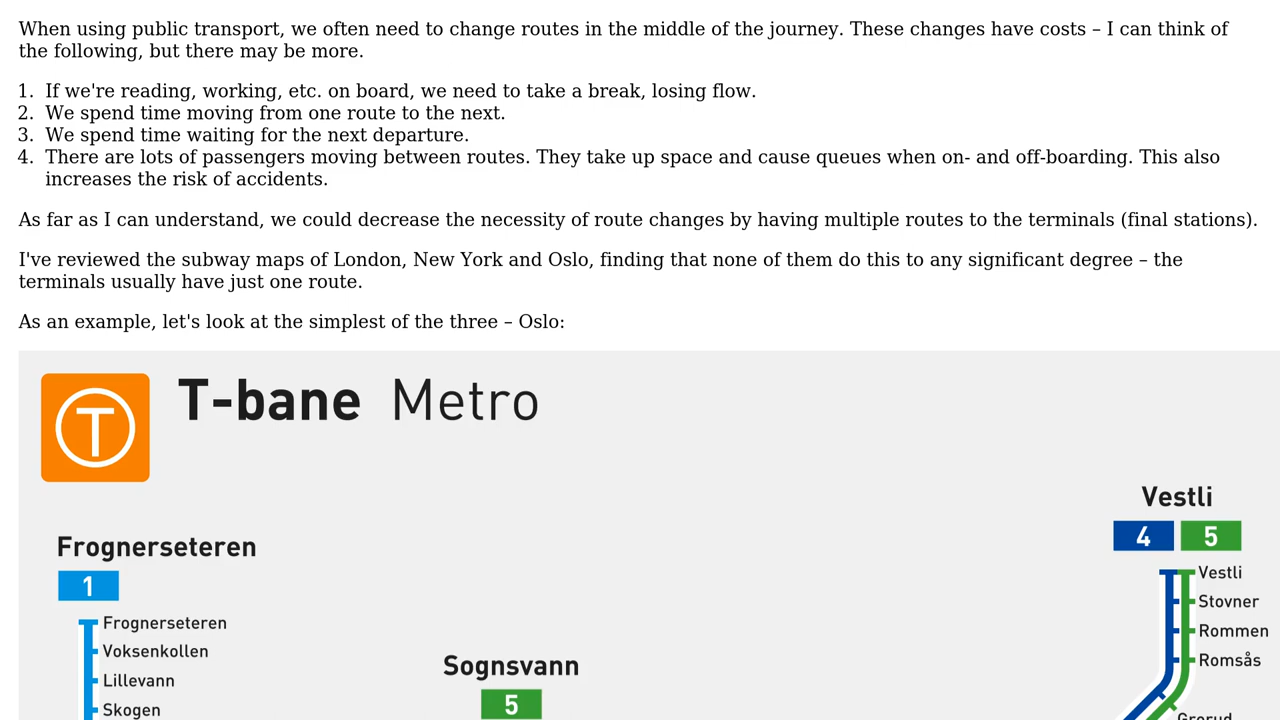 When using public transport, we often need to change routes in the middle of the journey. These changes have costs – I can think of
the following, but there may be more.
1. If we're reading, working, etc. on board, we need to take a break, losing flow.
2. We spend time moving from one route to the next.
3. We spend time waiting for the next departure.
4. There are lots of passengers moving between routes. They take up space and cause queues when on- and off-boarding. This also
increases the risk of accidents.
As far as I can understand, we could decrease the necessity of route changes by having multiple routes to the terminals (final stations).
I've reviewed the subway maps of London, New York and Oslo, finding that none of them do this to any significant degree – the
terminals usually have just one route.
As an example, let's look at the simplest of the three – Oslo:
T T-bane Metro
Vestli
4 5
Vestli
Stovner
Rommen
Romsås
Grorud
Frognerseteren
1
Frognerseteren
Voksenkollen
Lillevann
Skogen
Sognsvann
5